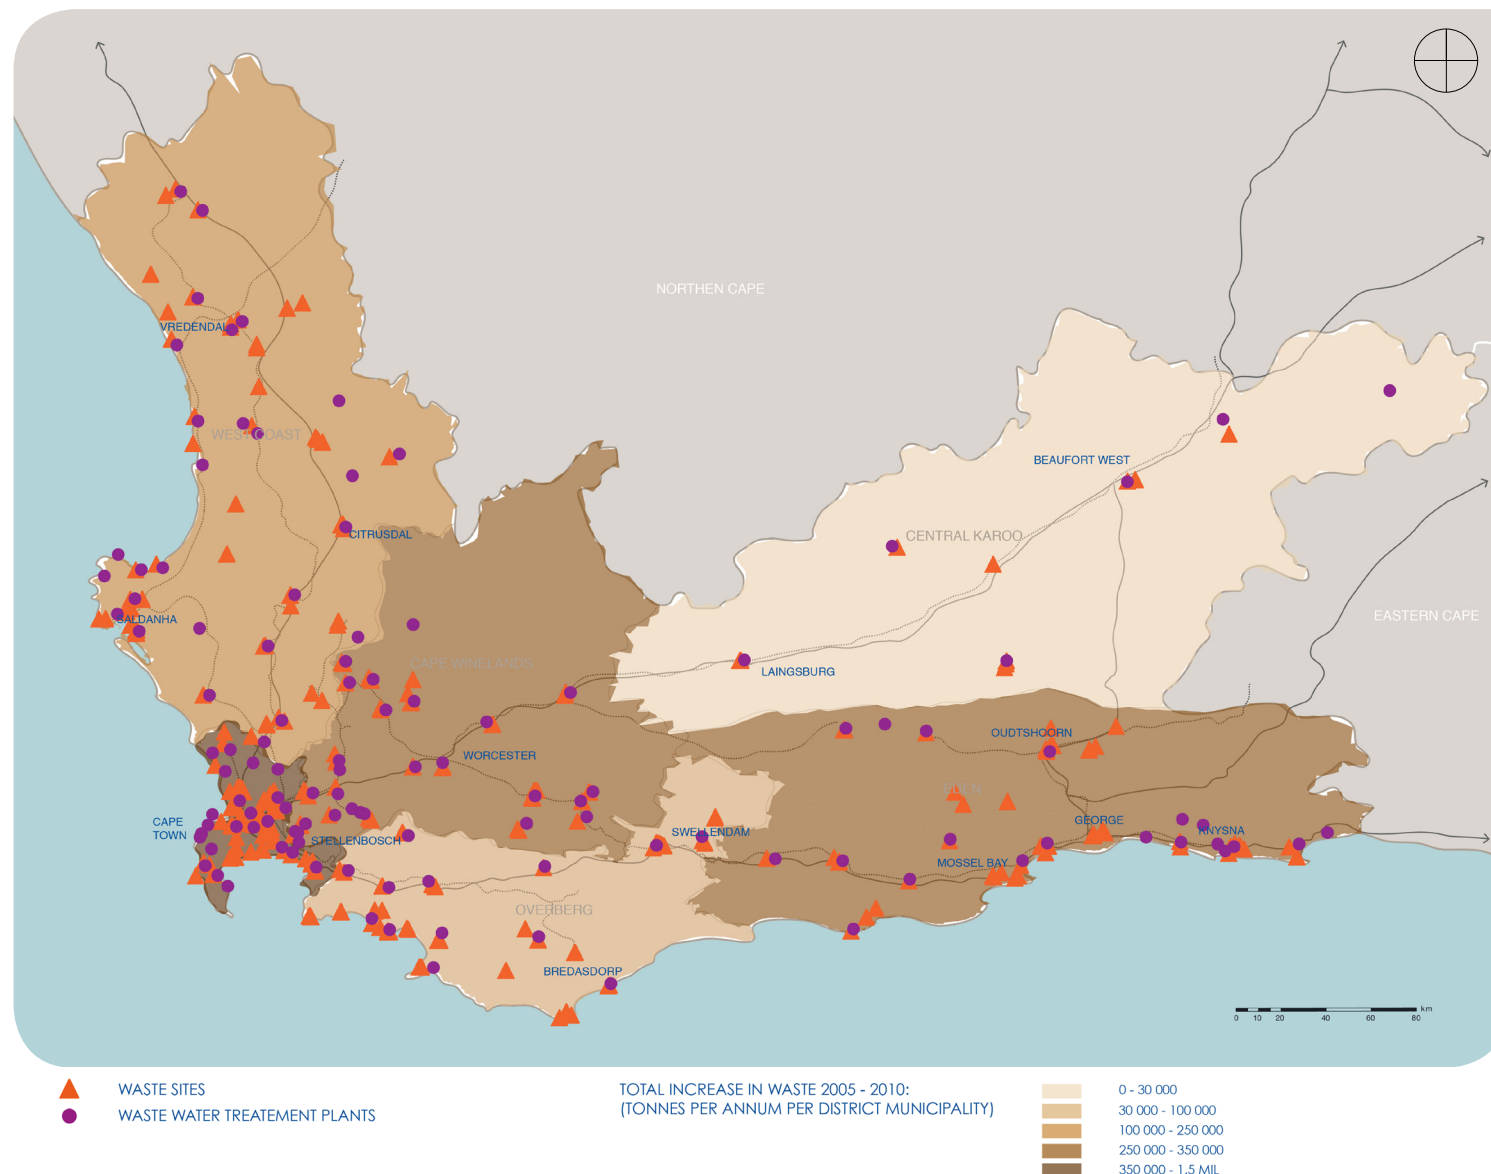 NORTHEN CAPE
VREDENDAL
WEST COAST
BEAUFORT WEST
CITRUSDAL
CENTRAL KAROO
SALDANHA
EASTERN CAPE
CAPE WINELANDS
LAINGSBURG
OUDTSHOORN
WORCESTER
EDEN
CAPE
TOWN
STELLENBOSCH
SWELLENDAM
GEORGE
KNYSNA
MOSSEL BAY
OVERBERG
BREDASDORP
km
0 10 20 40 60 80
WASTE SITES
WASTE WATER TREATEMENT PLANTS
TOTAL INCREASE IN WASTE 2005 - 2010:
(TONNES PER ANNUM PER DISTRICT MUNICIPALITY)
0 - 30 000
30 000 - 100 000
100 000 - 250 000
250 000 - 350 000
350 000 - 1.5 MIL